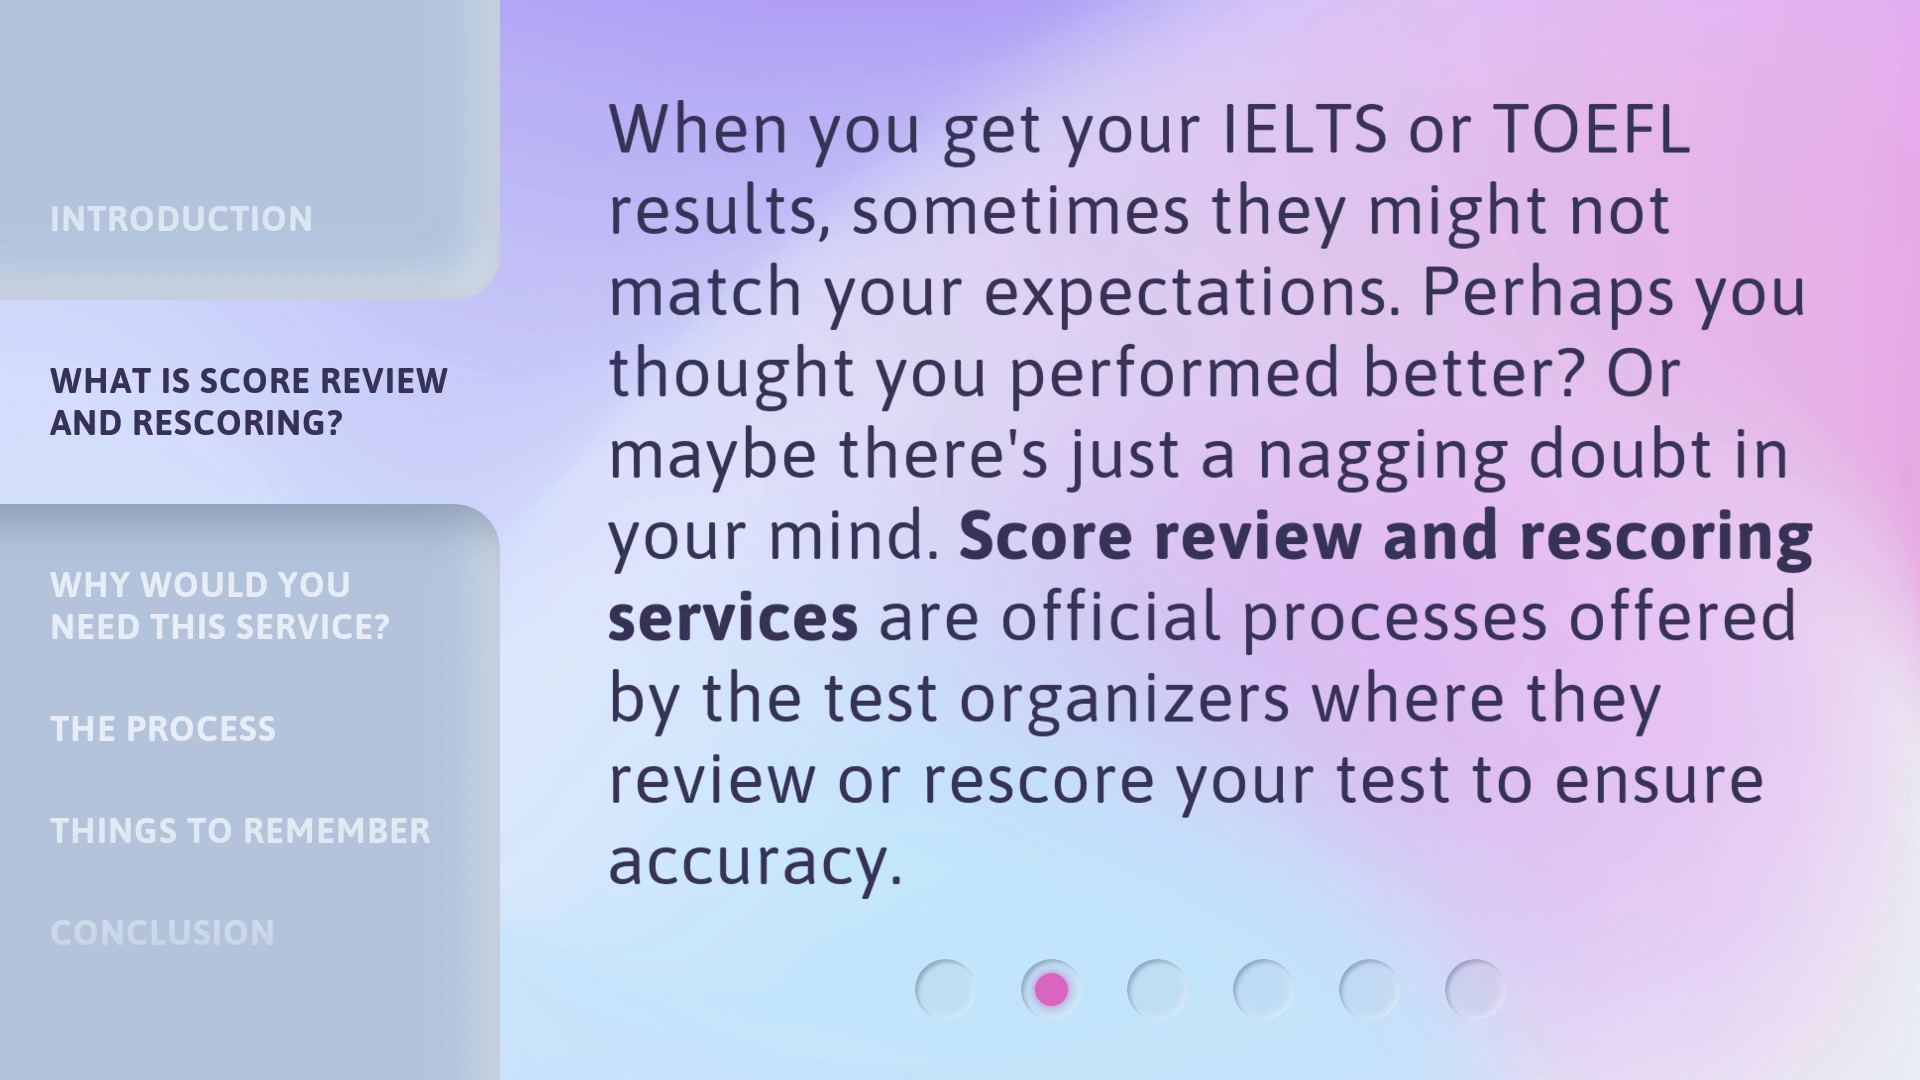 INTRODUCTION
WHAT IS SCORE REVIEW
AND RESCORING?
WHY WOULD YOU
NEED THIS SERVICE?
THE PROCESS
THINGS TO REMEMBER
CONCLUSION
When you get your IELTS or TOEFL
results, sometimes they might not
match your expectations. Perhaps you
thought you performed better? Or
maybe there's just a nagging doubt in
your mind. Score review and rescoring
services are official processes offered
by the test organizers where they
review or rescore your test to ensure
accuracy.